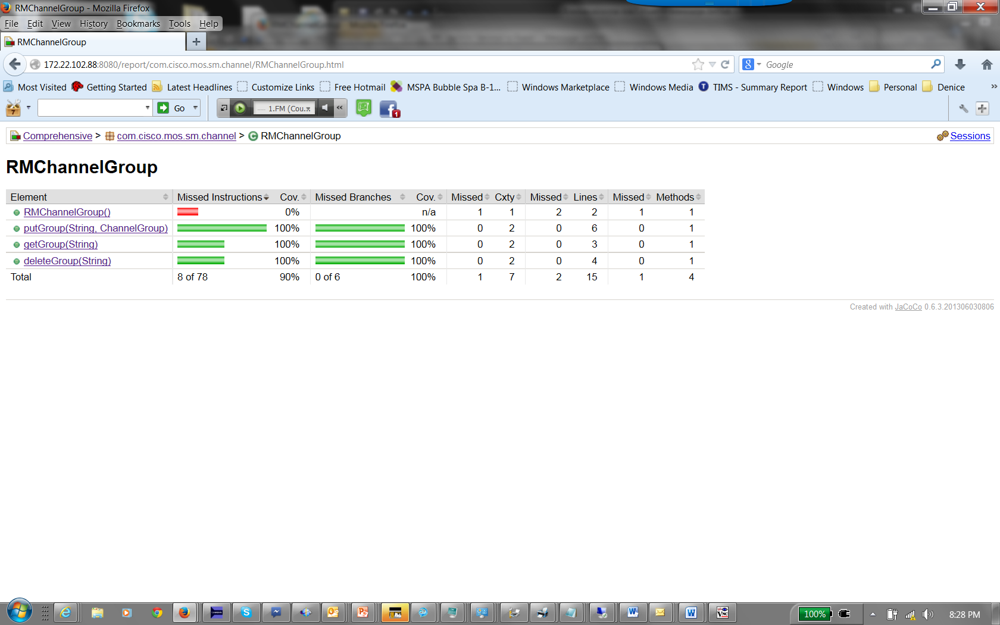 RMChannelGroup - Mozilla Firefox
File Edit View History Bookmarks Tools Help
RMChannelGroup
172.22.102.88:8080/report/com.cisco.mos.sm.channel/RMChannelGroup.html
Google
Most Visited Getting Started Latest Headlines Customize Links Free Hotmail MSPA Bubble Spa B-1... Windows Marketplace Windows Media TIMS - Summary Report Windows Personal Denice »
7 Go 1.FM (Cou. 1
Comprehensive > com.cisco.mos.sm.channel > RMChannelGroup Sessions
RMChannelGroup
Element Missed Instructions Cov. Missed Branches Cov. Missed Cxty Missed Lines Missed Methods
RMChannelGroup() 0% n/a 1 1 2 2 1 1
putGroup(String, ChannelGroup) 100% 100% 0 2 0 6 0 1
getGroup(String) 100% 100% 0 2 0 3 0 1
deleteGroup(String) 100% 100% 0 2 0 4 0 1
Total 8 of 78 90% 0 of 6 100% 1 7 2 15 1 4
Created with JaCoCo 0.6.3.201306030806
100% 8:28 PM